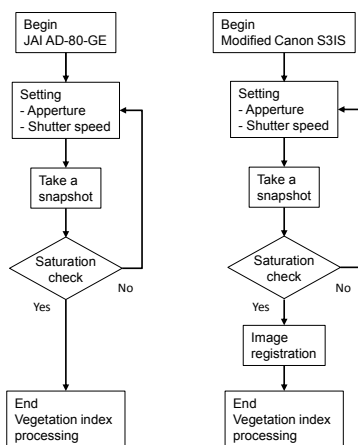 Begin
JAI AD-80-GE
Setting
- Apperture
- Shutter speed
Take a
snapshot
Saturation
check
Yes
No
End
Vegetation index
processing
Begin
Modified Canon S3IS
Setting
- Apperture
- Shutter speed
Take a
snapshot
Saturation
check
Yes
No
Image
registration
End
Vegetation index
processing